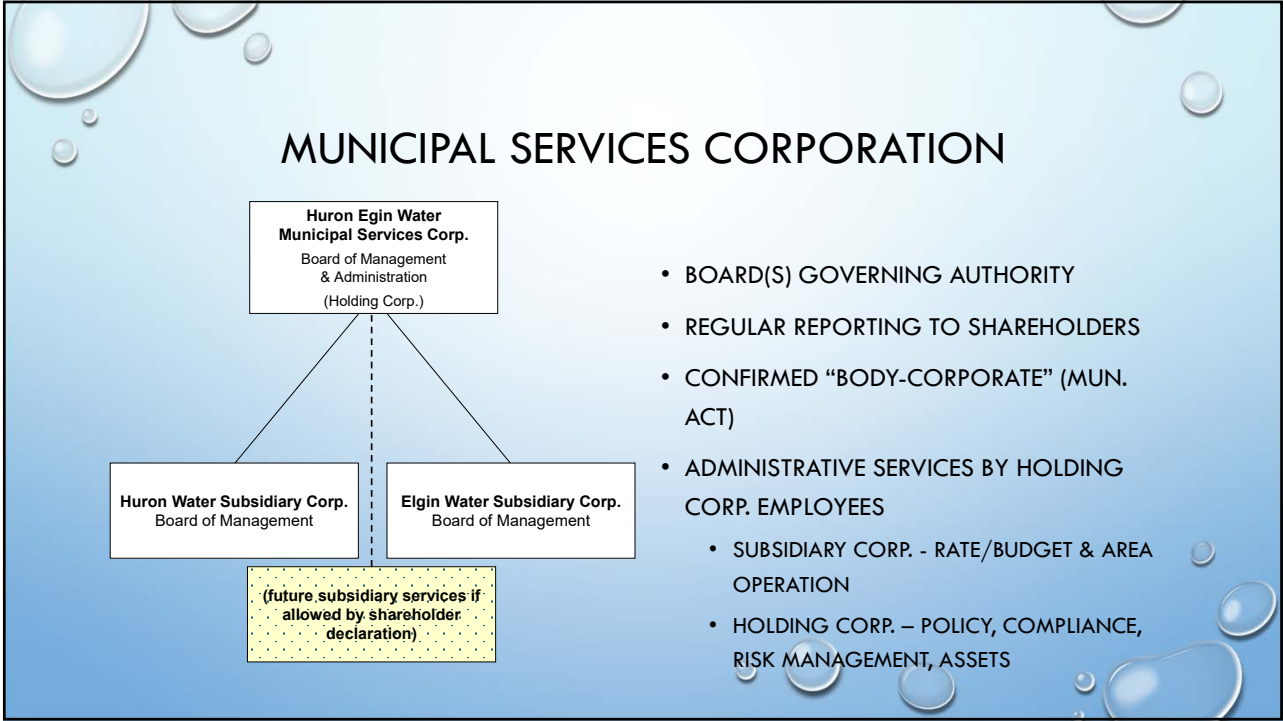 MUNICIPAL SERVICES CORPORATION
Huron Egin Water
Municipal Services Corp.
Board of Management
& Administration
(Holding Corp.)
Huron Water Subsidiary Corp.
Board of Management
Elgin Water Subsidiary Corp.
Board of Management
(future subsidiary services if
allowed by shareholder
declaration)
• BOARD(S) GOVERNING AUTHORITY
• REGULAR REPORTING TO SHAREHOLDERS
• CONFIRMED “BODY-CORPORATE” (MUN.
ACT)
• ADMINISTRATIVE SERVICES BY HOLDING
CORP. EMPLOYEES
• SUBSIDIARY CORP. - RATE/BUDGET & AREA
OPERATION
• HOLDING CORP. – POLICY, COMPLIANCE,
RISK MANAGEMENT, ASSETS